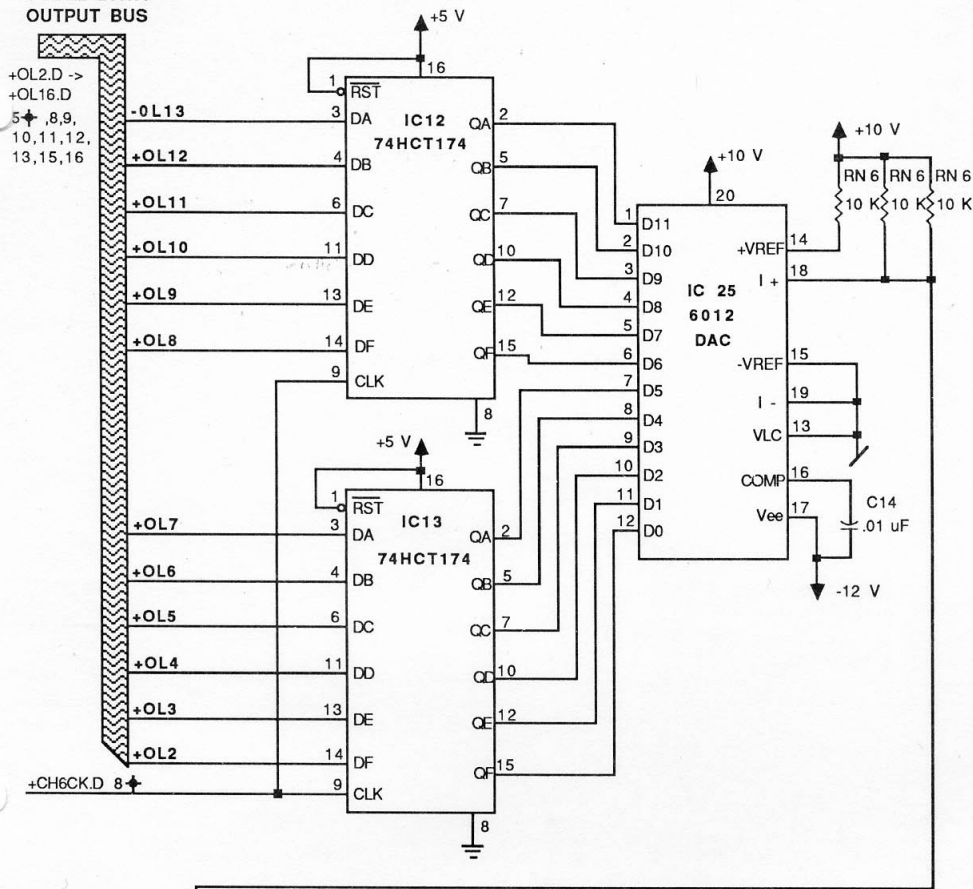 OUTPUT BUS
+OL2.D ->
+OL16.D
5 ,8,9,
10,11,12,
13,15,16
-0L13
+OL12
+OL11
+OL10
+OL9
+OL8
+5 V
16
1 RST
3 DA
4 DB
6 DC
11 DD
13 DE
14 DF
9 CLK
IC12
74HCT174
QA 2
QB 5
QC 7
QD 10
QE 12
QF 15
8
+10 V
20
1 D11
2 D10
3 D9
4 D8
5 D7
6 D6
7 D5
8 D4
9 D3
10 D2
11 D1
12 D0
IC 25
6012
DAC
+VREF 14
I + 18
-VREF 15
I - 19
VLC 13
COMP 16
Vee 17
+10 V
RN 6 RN 6 RN 6
10 K 10 K 10 K
C14
.01 uF
-12 V
+5 V
16
1 RST
3 DA
4 DB
6 DC
11 DD
13 DE
14 DF
9 CLK
IC13
74HCT174
QA 2
QB 5
QC 7
QD 10
QE 12
QF 15
8
+OL7
+OL6
+OL5
+OL4
+OL3
+OL2
+CH6CK.D 8